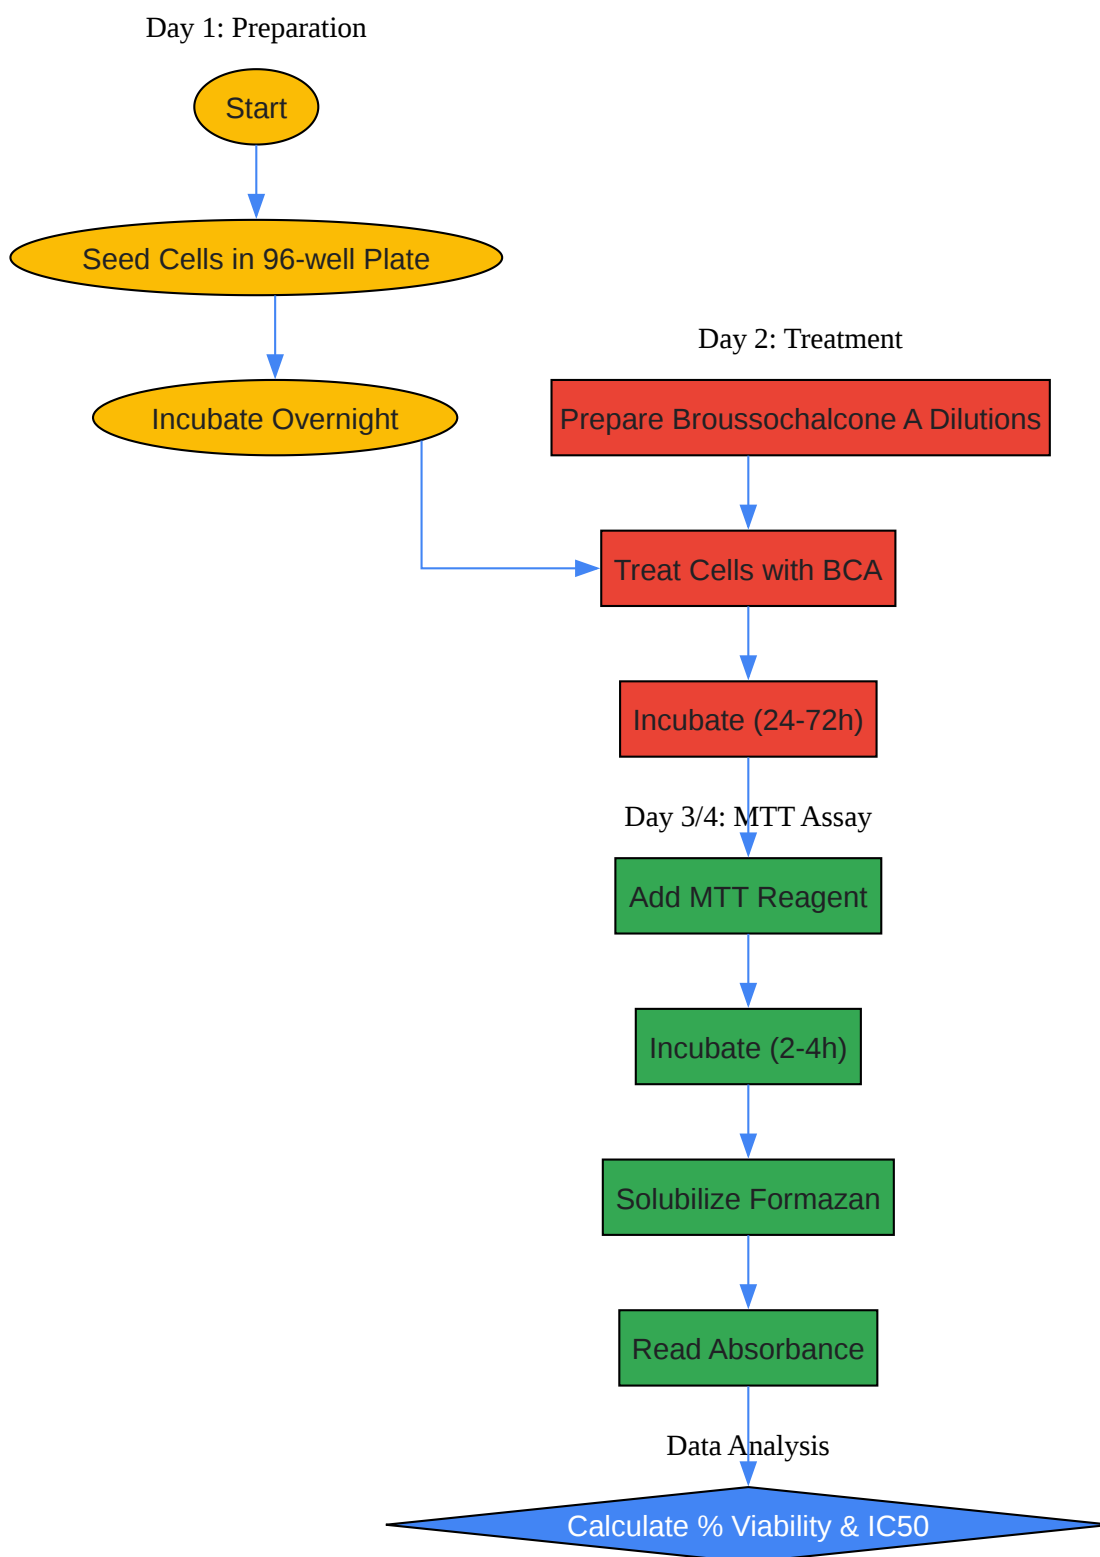 Day 1: Preparation
Start
Seed Cells in 96-well Plate
Incubate Overnight
Day 2: Treatment
Prepare Broussochalcone A Dilutions
Treat Cells with BCA
Incubate (24-72h)
Day 3/4: MTT Assay
Add MTT Reagent
Incubate (2-4h)
Solubilize Formazan
Read Absorbance
Data Analysis
Calculate % Viability & IC50